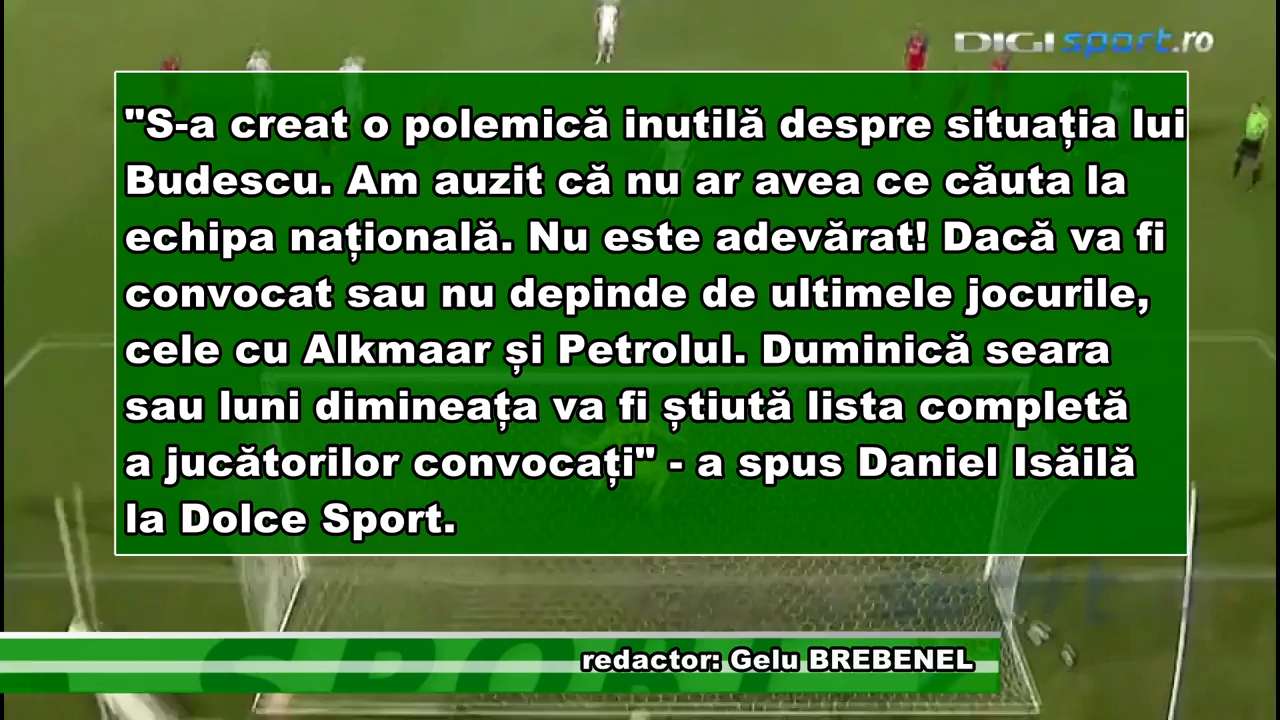 DIGI sport.ro
"S-a creat o polemică inutilă despre situația lui
Budescu. Am auzit că nu ar avea ce căuta la
echipa națională. Nu este adevărat! Dacă va fi
convocat sau nu depinde de ultimele jocurile,
cele cu Alkmaar și Petrolul. Duminică seara
sau luni dimineața va fi știută lista completă
a jucătorilor convocați" - a spus Daniel Isăilă
la Dolce Sport.
SPORT
redactor: Gelu BREBENEL